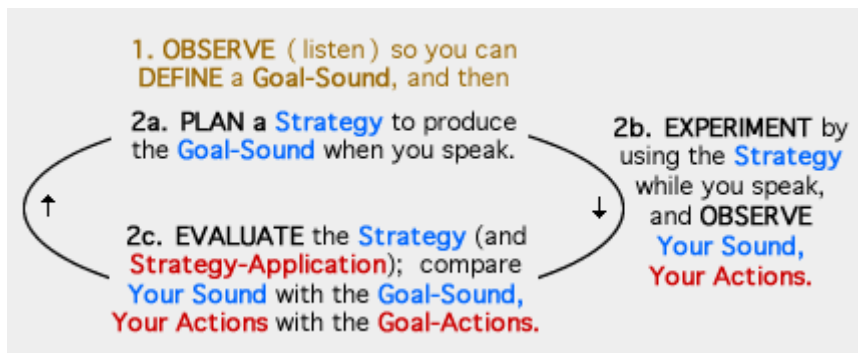 1. OBSERVE (listen) so you can
DEFINE a Goal-Sound, and then
2a. PLAN a Strategy to produce
the Goal-Sound when you speak.
2b. EXPERIMENT by
using the Strategy
while you speak,
and OBSERVE
Your Sound,
Your Actions.
2c. EVALUATE the Strategy (and
Strategy-Application); compare
Your Sound with the Goal-Sound,
Your Actions with the Goal-Actions.